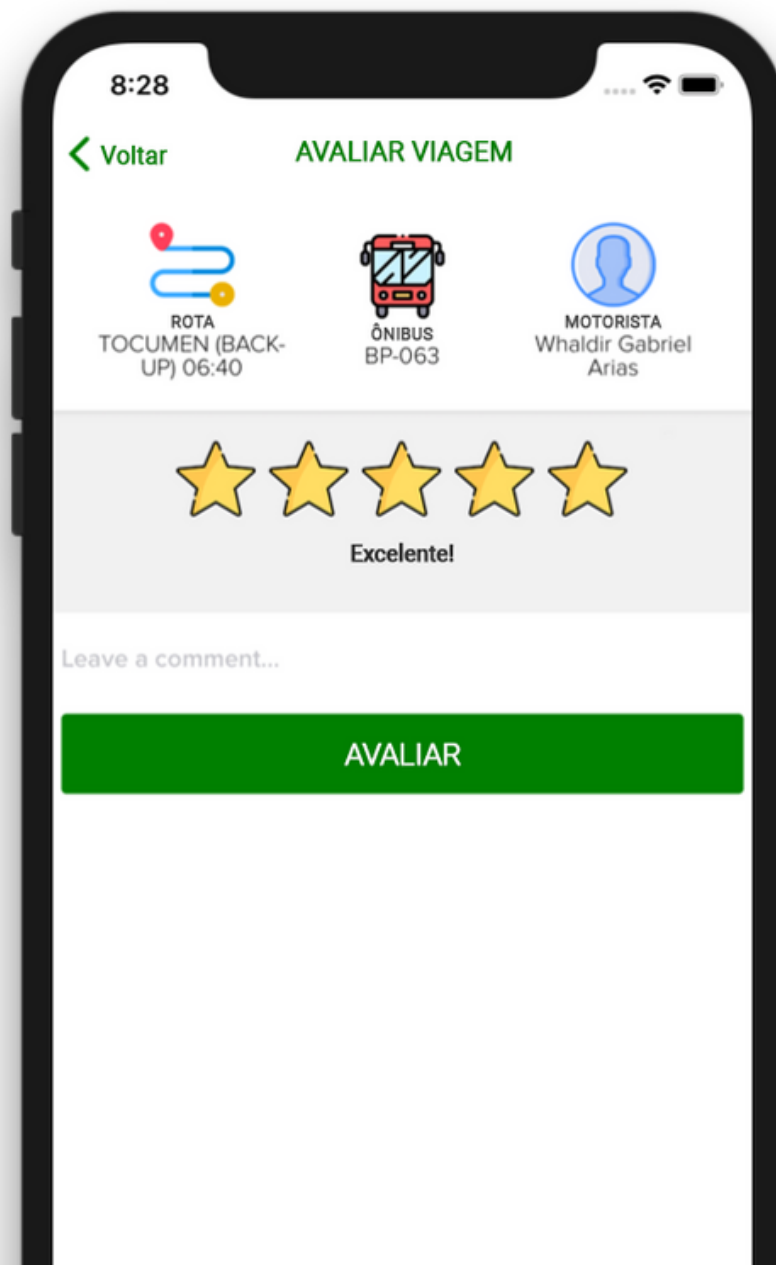 8:28
Voltar
AVALIAR VIAGEM
ROTA
TOCUMEN (BACK-
UP) 06:40
ÔNIBUS
BP-063
MOTORISTA
Whaldir Gabriel
Arias
Excelente!
Leave a comment...
AVALIAR